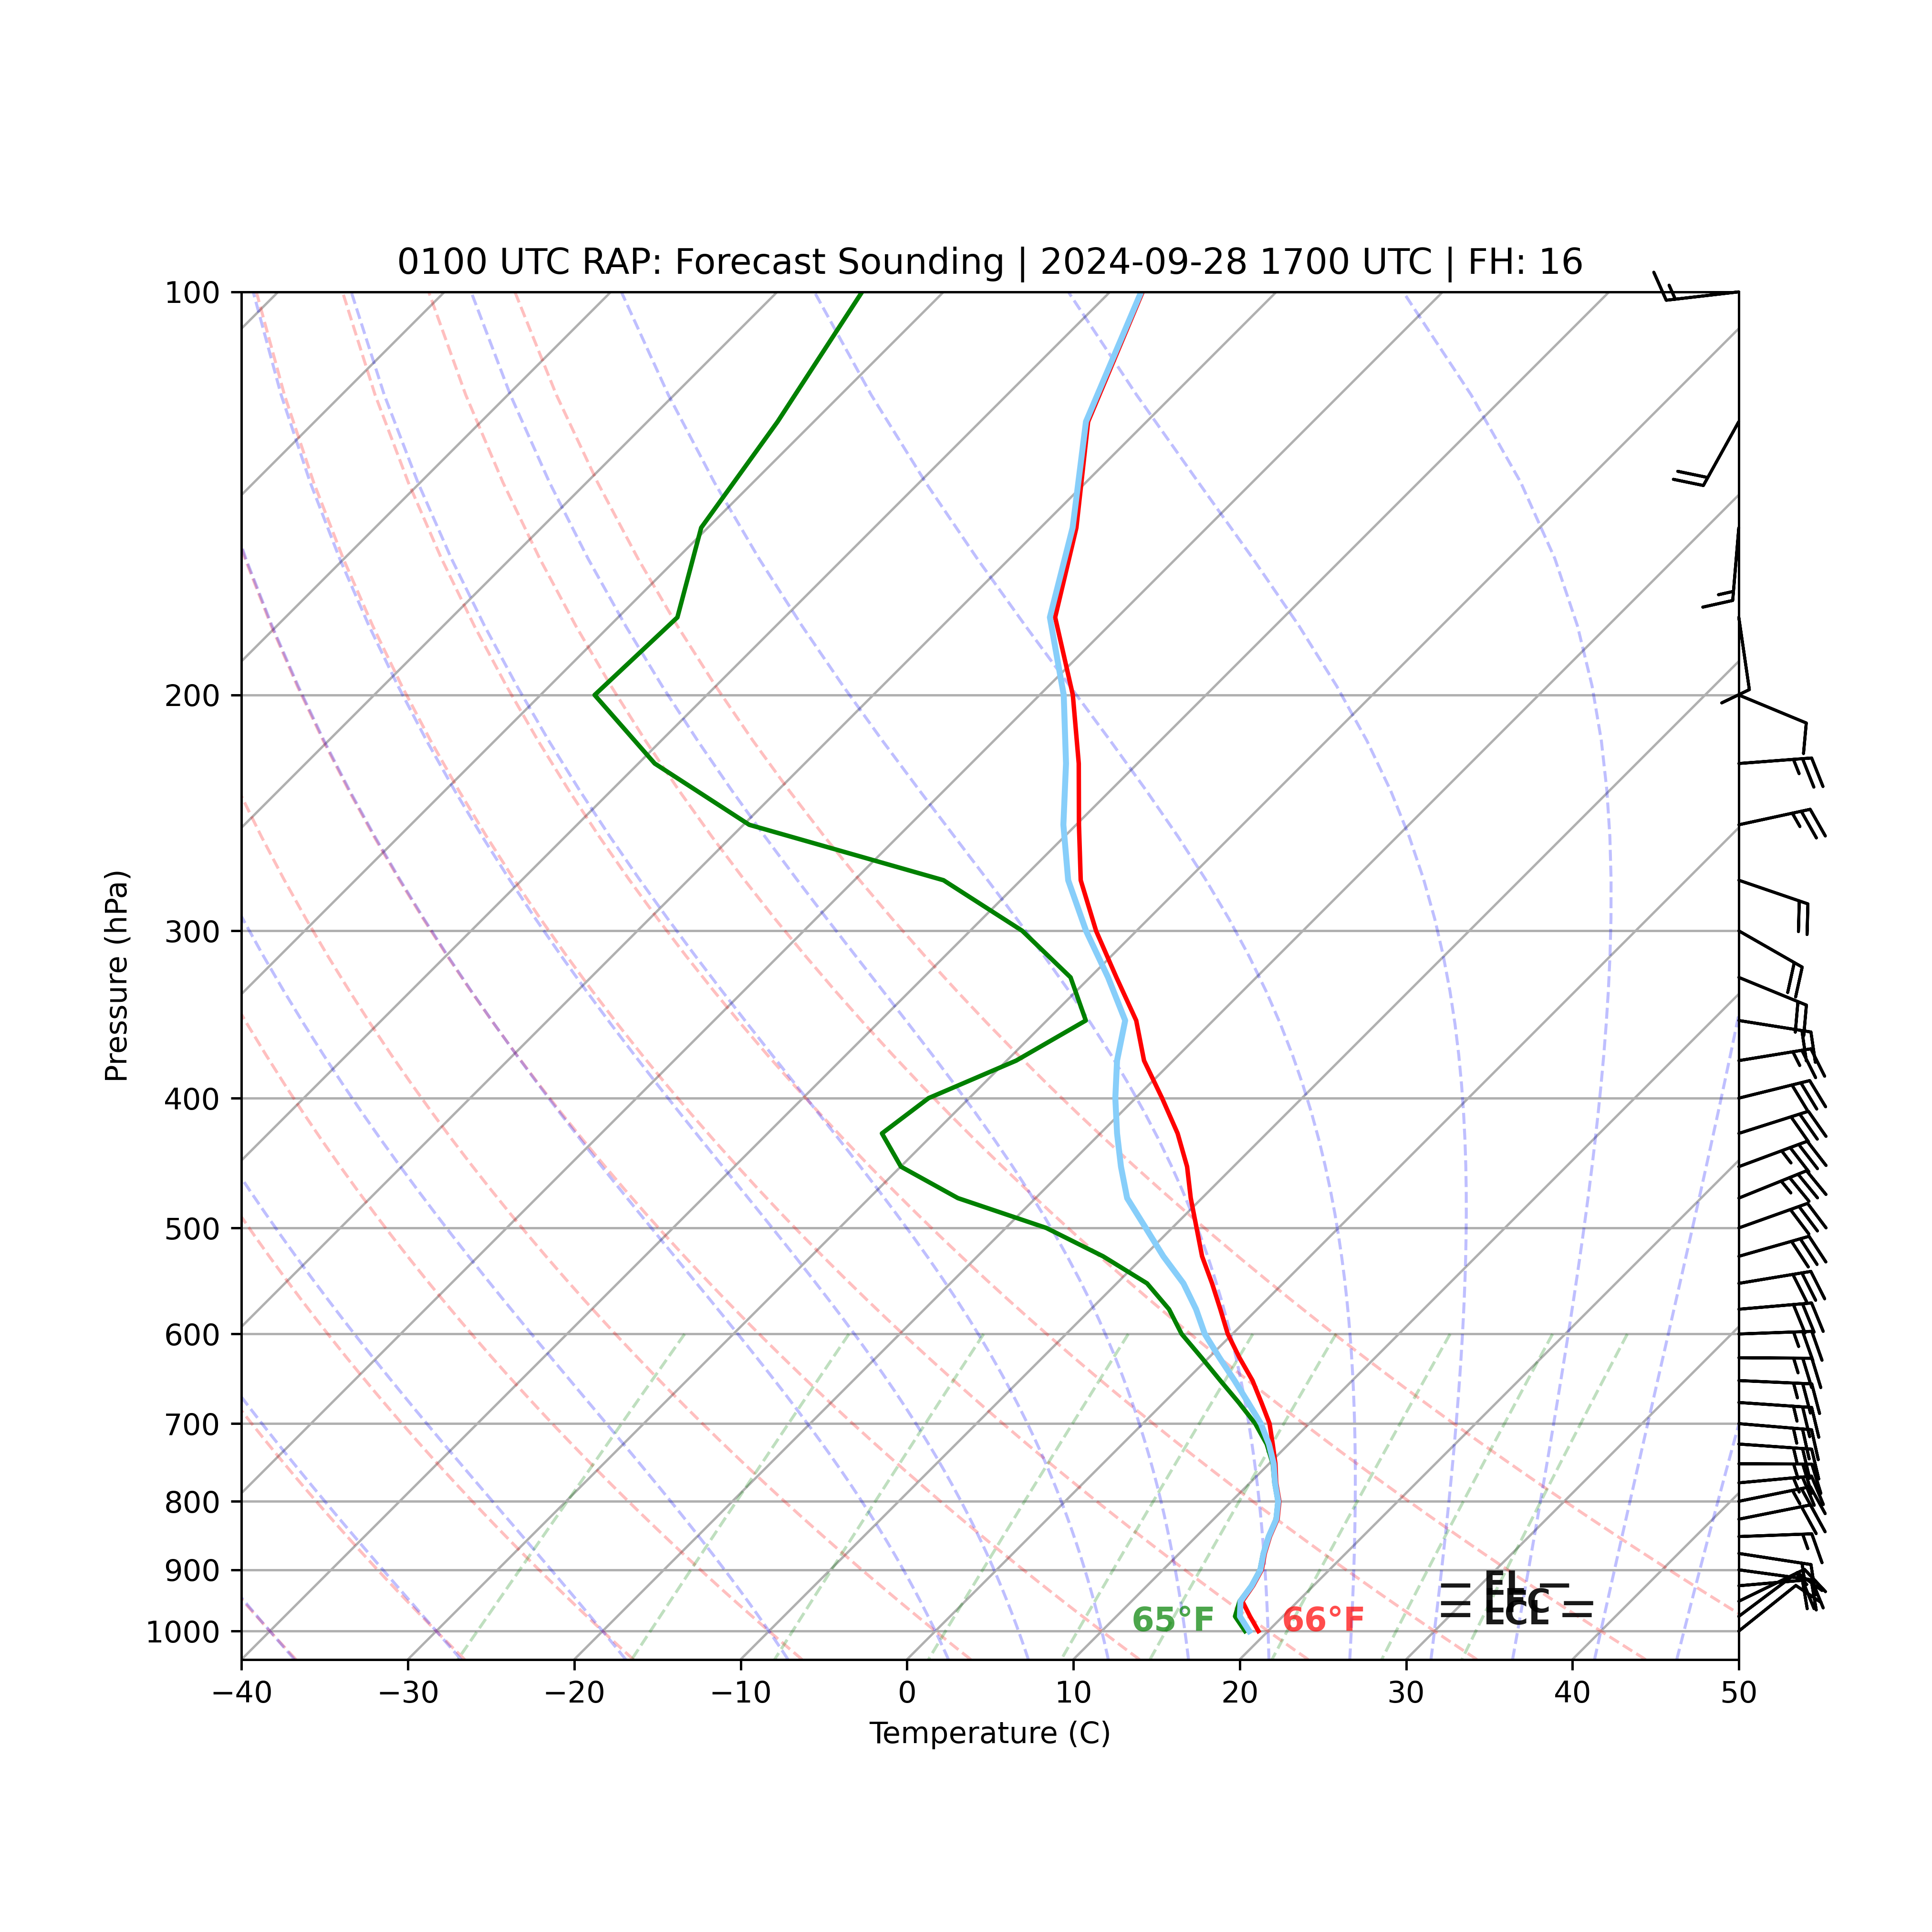 0100 UTC RAP: Forecast Sounding | 2024-09-28 1700 UTC | FH: 16
100
200
300
400
500
600
700
800
900
1000
Pressure (hPa)
65°F
66°F
— EL —
— LFC —
— LCL —
−40
−30
−20
−10
0
10
20
30
40
50
Temperature (C)